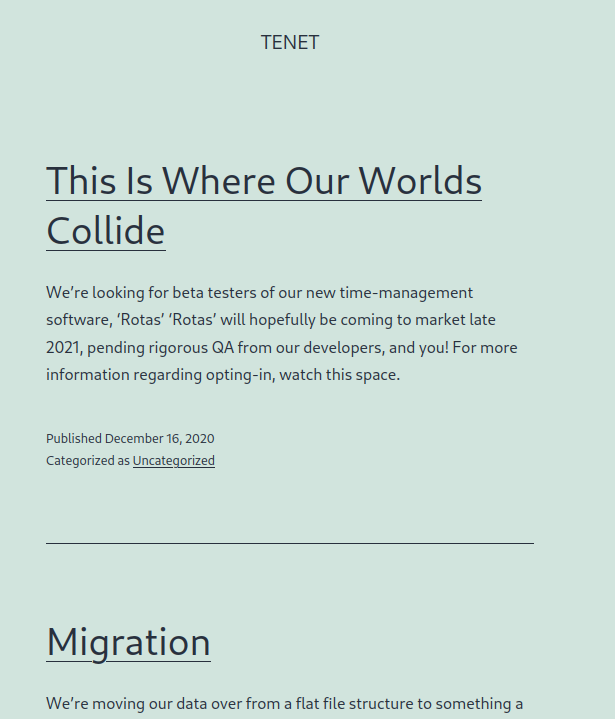 TENET
This Is Where Our Worlds
Collide
We’re looking for beta testers of our new time-management
software, ‘Rotas’ ‘Rotas’ will hopefully be coming to market late
2021, pending rigorous QA from our developers, and you! For more
information regarding opting-in, watch this space.
Published December 16, 2020
Categorized as Uncategorized
Migration
We’re moving our data over from a flat file structure to something a